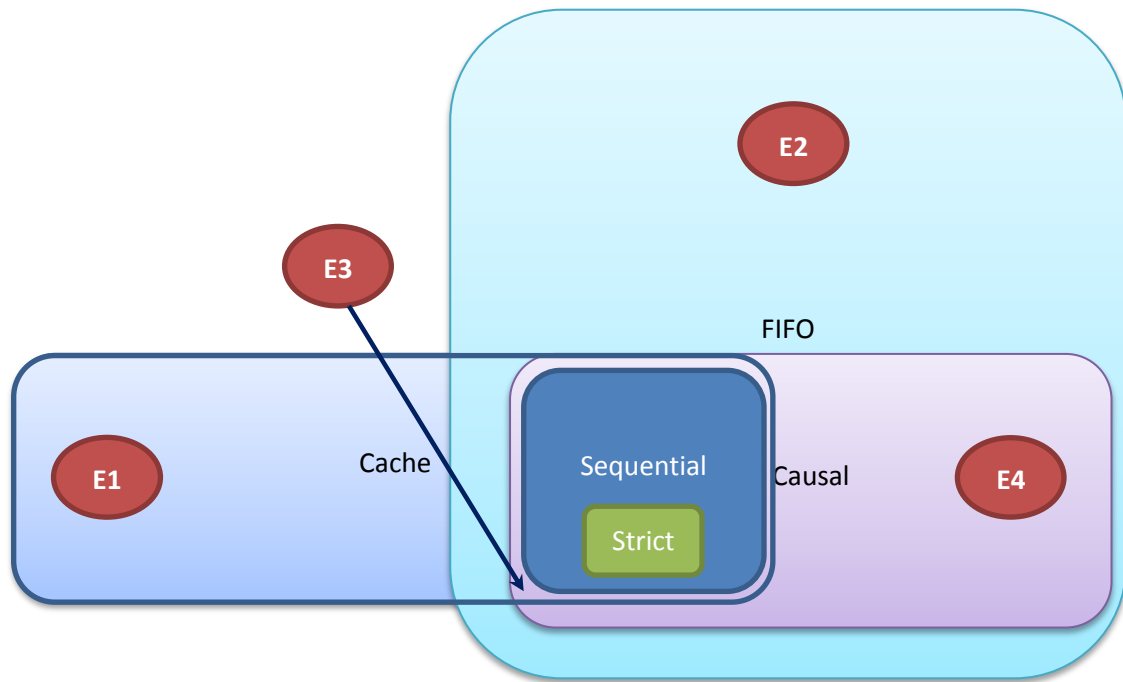 E2
E3
FIFO
Cache
Sequential
Causal
E1
E4
Strict